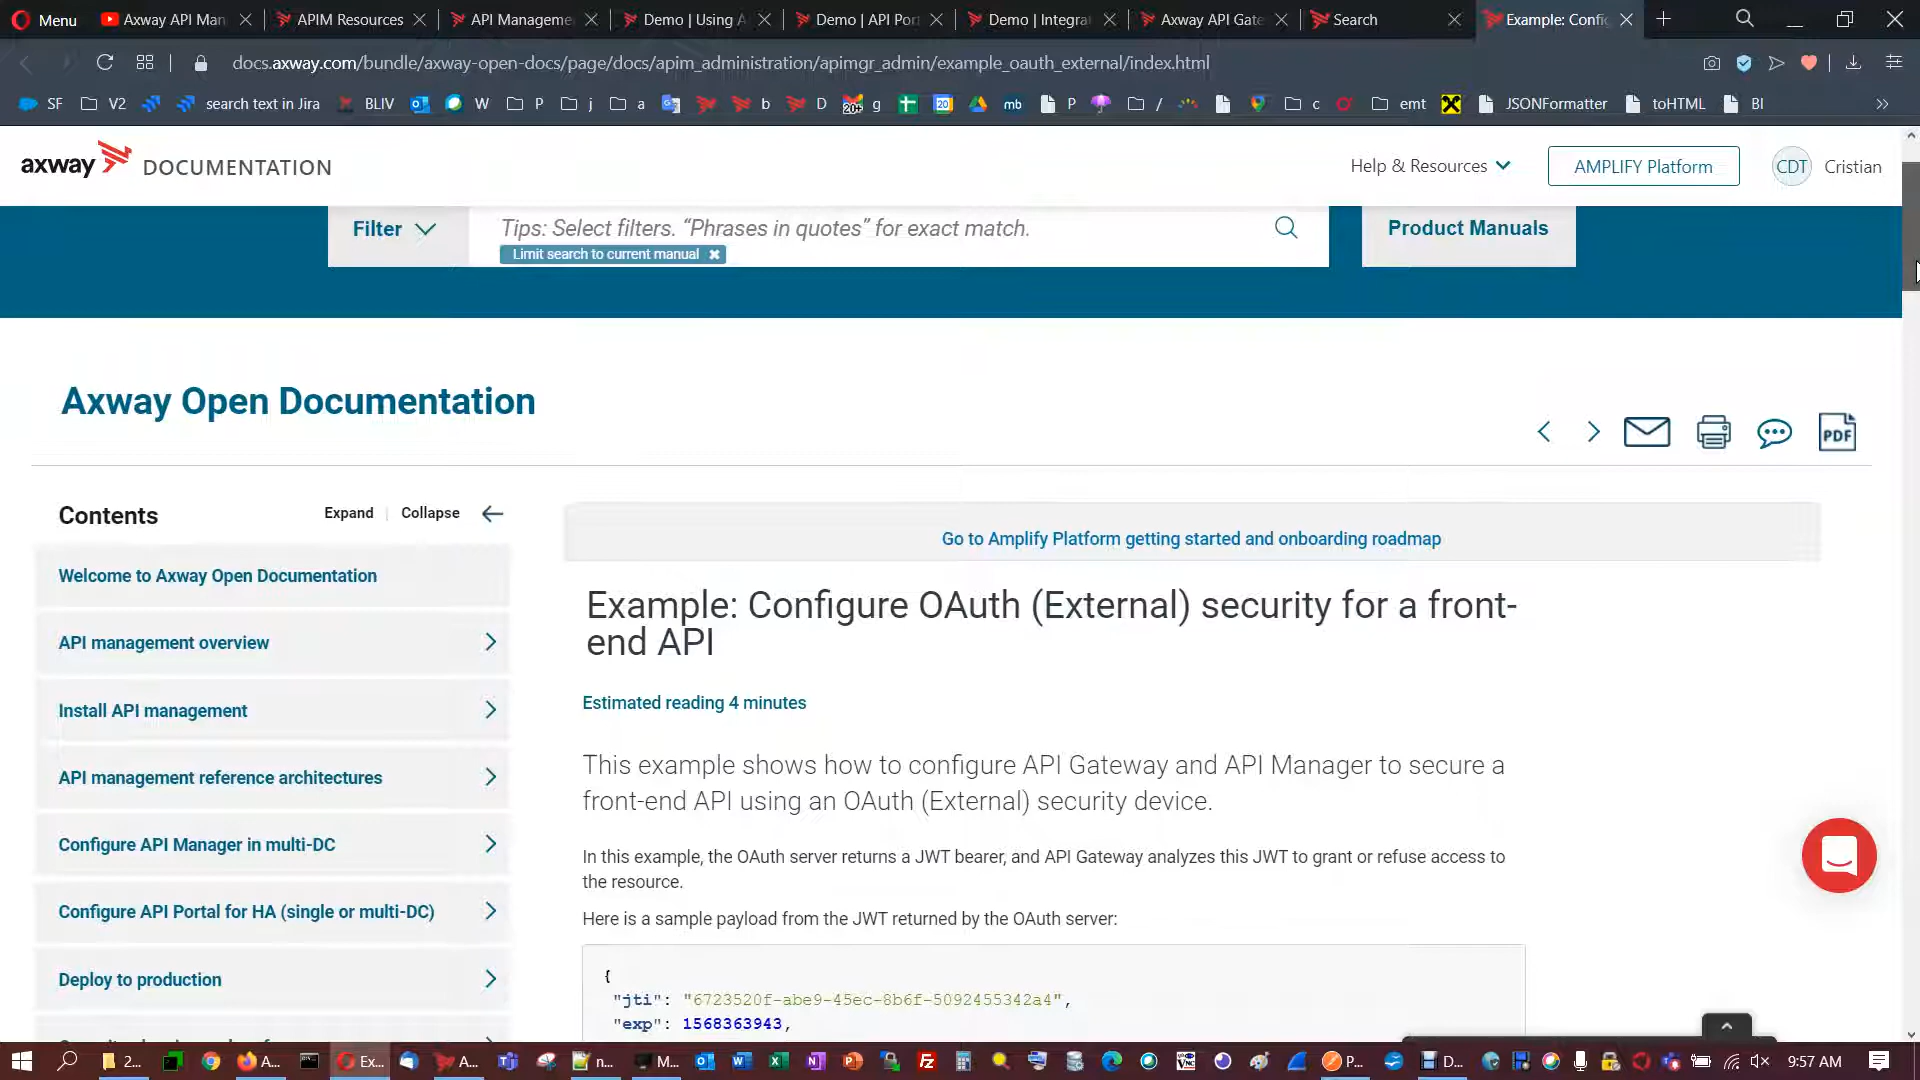 Menu
Axway API Man
APIM Resources
API Manageme
Demo | Using A
Demo | API Por
Demo | Integra
Axway API Gate
Search
Example: Confi
docs.axway.com/bundle/axway-open-docs/page/docs/apim_administration/apimgr_admin/example_oauth_external/index.html
SF
V2
search text in Jira
BLIV
W
P
j
a
b
D
20+
g
20
mb
P
/
c
emt
JSONFormatter
toHTML
BI
axway DOCUMENTATION
Help & Resources
AMPLIFY Platform
CDT
Cristian
Filter
Tips: Select filters. “Phrases in quotes” for exact match.
Limit search to current manual
Product Manuals
Axway Open Documentation
PDF
Contents
Expand
Collapse
Go to Amplify Platform getting started and onboarding roadmap
Welcome to Axway Open Documentation
API management overview
Install API management
API management reference architectures
Configure API Manager in multi-DC
Configure API Portal for HA (single or multi-DC)
Deploy to production
Example: Configure OAuth (External) security for a front-
end API
Estimated reading 4 minutes
This example shows how to configure API Gateway and API Manager to secure a
front-end API using an OAuth (External) security device.
In this example, the OAuth server returns a JWT bearer, and API Gateway analyzes this JWT to grant or refuse access to
the resource.
Here is a sample payload from the JWT returned by the OAuth server:
{
"jti": "6723520f-abe9-45ec-8b6f-5092455342a4",
"exp": 1568363943,
2...
A...
Ex...
A...
n...
M...
P...
D...
9:57 AM